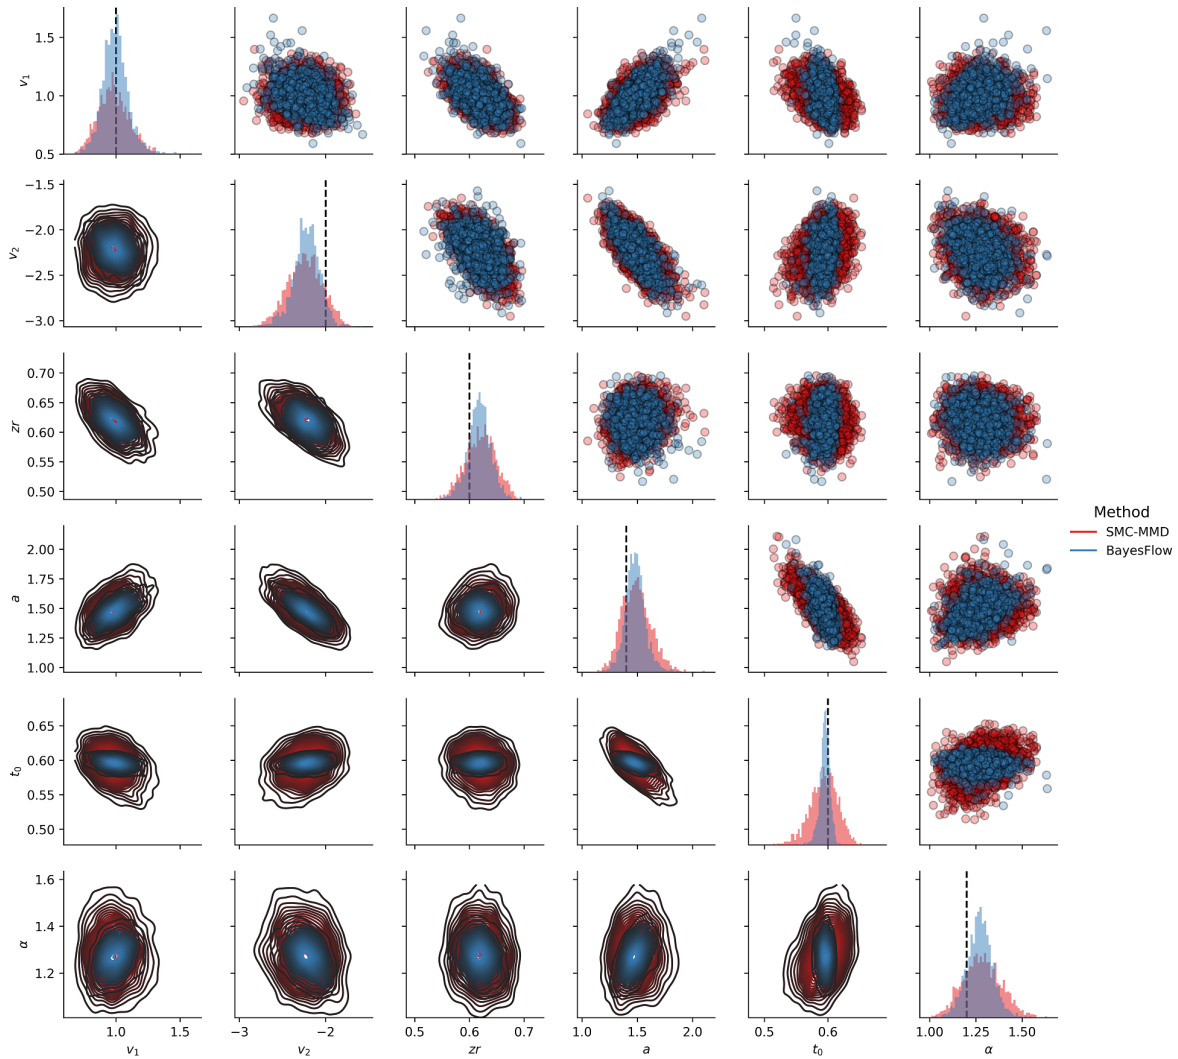 1.5
1.0
0.5
v₁
−1.5
−2.0
−2.5
−3.0
v₂
0.70
0.65
0.60
0.55
0.50
zr
Method
SMC-MMD
BayesFlow
2.00
1.75
1.50
1.25
1.00
a
0.65
0.60
0.55
0.50
t₀
1.6
1.4
1.2
α
1.0 1.5
−3 −2
0.5 0.6 0.7
1.0 1.5 2.0
0.5 0.6
1.00 1.25 1.50
v₁ v₂ zr a t₀ α